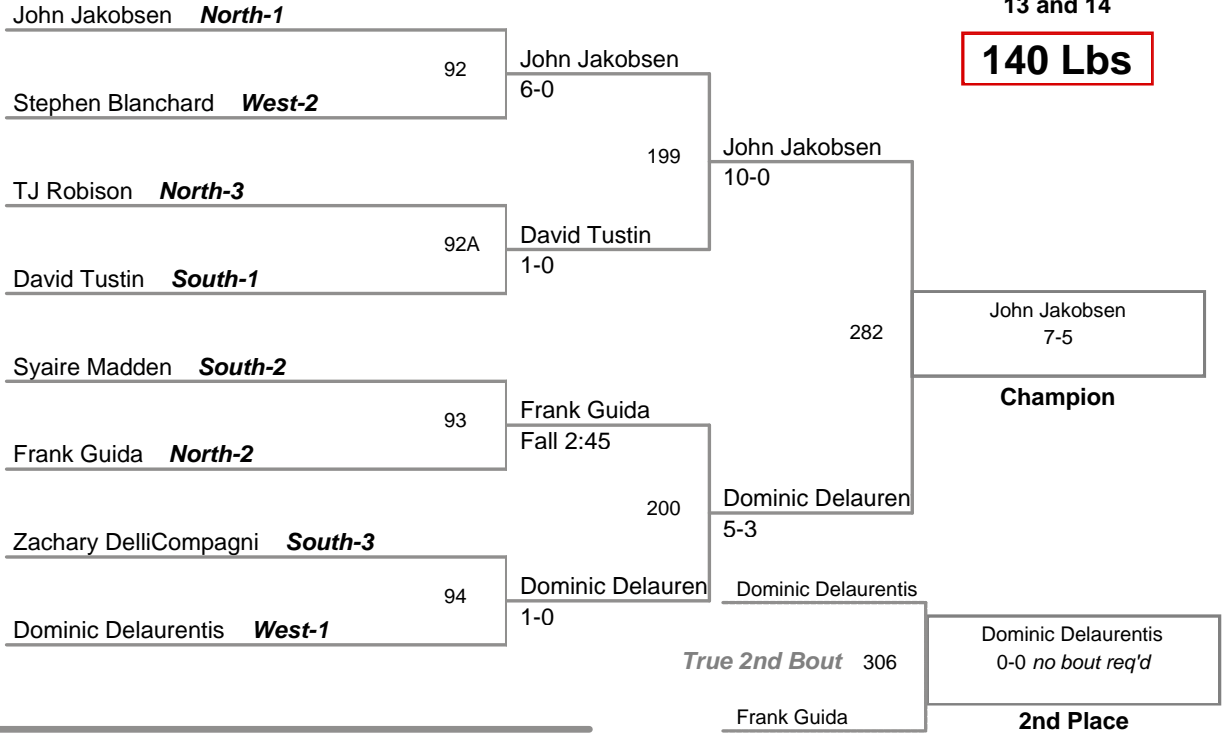 13 and 14
140 Lbs
John Jakobsen North-1
92
Stephen Blanchard West-2
John Jakobsen
6-0
199
TJ Robison North-3
92A
David Tustin South-1
David Tustin
1-0
John Jakobsen
10-0
282
Syaire Madden South-2
93
Frank Guida North-2
Frank Guida
Fall 2:45
200
Zachary DelliCompagni South-3
94
Dominic Delaurentis West-1
Dominic Delauren
1-0
Dominic Delauren
5-3
John Jakobsen
7-5
Champion
Dominic Delaurentis
True 2nd Bout 306
Frank Guida
Dominic Delaurentis
0-0 no bout req'd
2nd Place